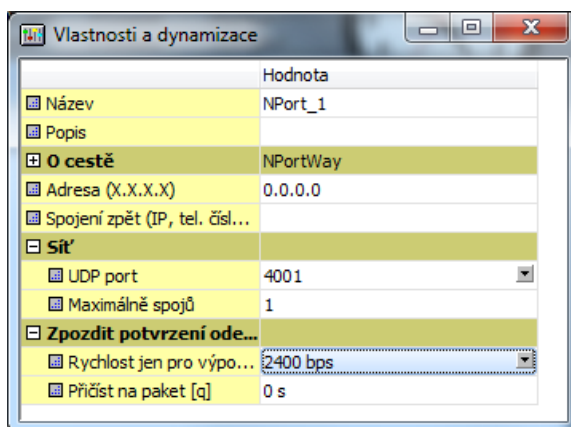 Vlastnosti a dynamizace
Hodnota
Název NPort_1
Popis
O cestě NPortWay
Adresa (X.X.X.X) 0.0.0.0
Spojení zpět (IP, tel. čísl...
Síť
UDP port 4001
Maximálně spojů 1
Zpozdit potvrzení ode...
Rychlost jen pro výpo... 2400 bps
Přičíst na paket [q] 0 s